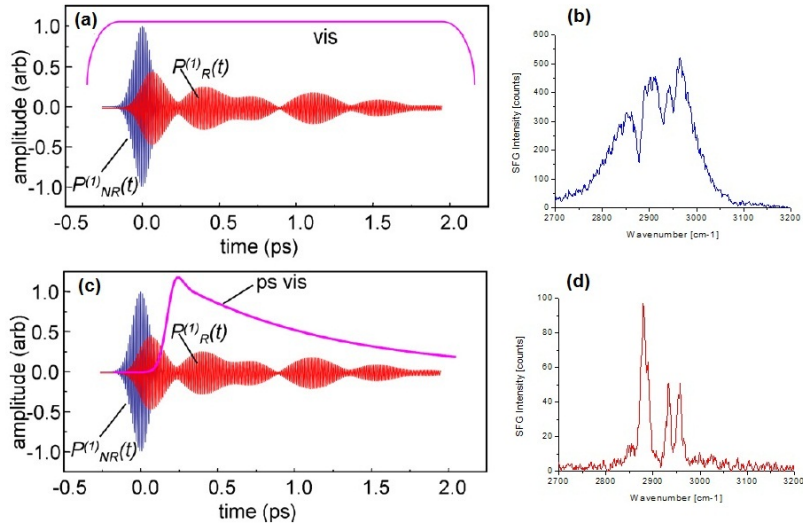 (a)
vis
R(1)R(t)
P(1)NR(t)
amplitude (arb)
1.0
0.5
0.0
-0.5
-1.0
-0.5 0.0 0.5 1.0 1.5 2.0
time (ps)
(b)
SFG Intensity [counts]
600
500
400
300
200
100
0
2700 2800 2900 3000 3100 3200
Wavenumber [cm-1]
(c)
ps vis
P(1)R(t)
P(1)NR(t)
amplitude (arb)
1.0
0.5
0.0
-0.5
-1.0
-0.5 0.0 0.5 1.0 1.5 2.0
time (ps)
(d)
SFG Intensity [counts]
100
80
60
40
20
0
2700 2800 2900 3000 3100 3200
Wavenumber [cm-1]